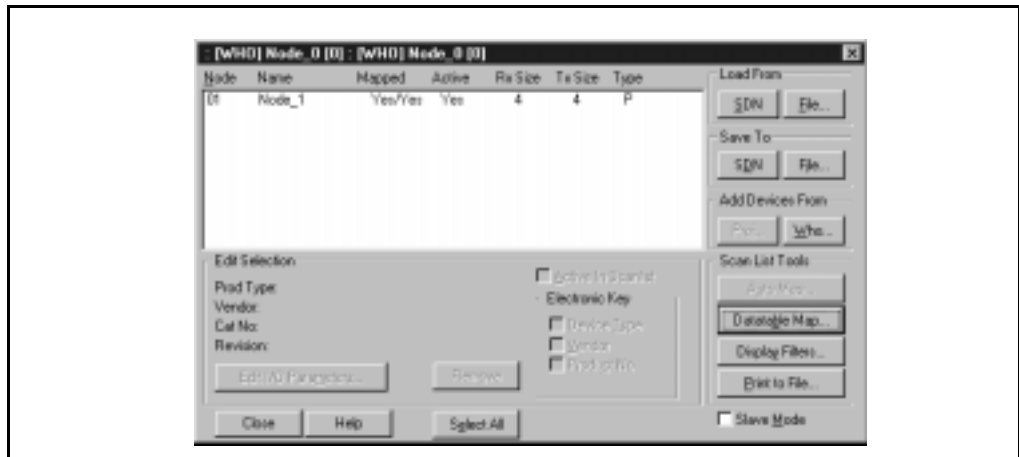 : [WHO] Node_0 [0] : [WHO] Node_0 [0]
Node Name Mapped Active Rx Size Tx Size Type
01 Node_1 Yes/Yes Yes 4 4 P
Load From
SDN File...
Save To
SDN File...
Add Devices From
Who...
Edit Selection
Prod Type:
Vendor:
Cat No:
Revision:
Active In Scanlist
Electronic Key
Device Type
Vendor
Product No.
Edit I/O Parameters...
Remove
Scan List Tools
Auto Map...
Datatable Map...
Display Filters...
Print to File...
Close Help Select All
Slave Mode